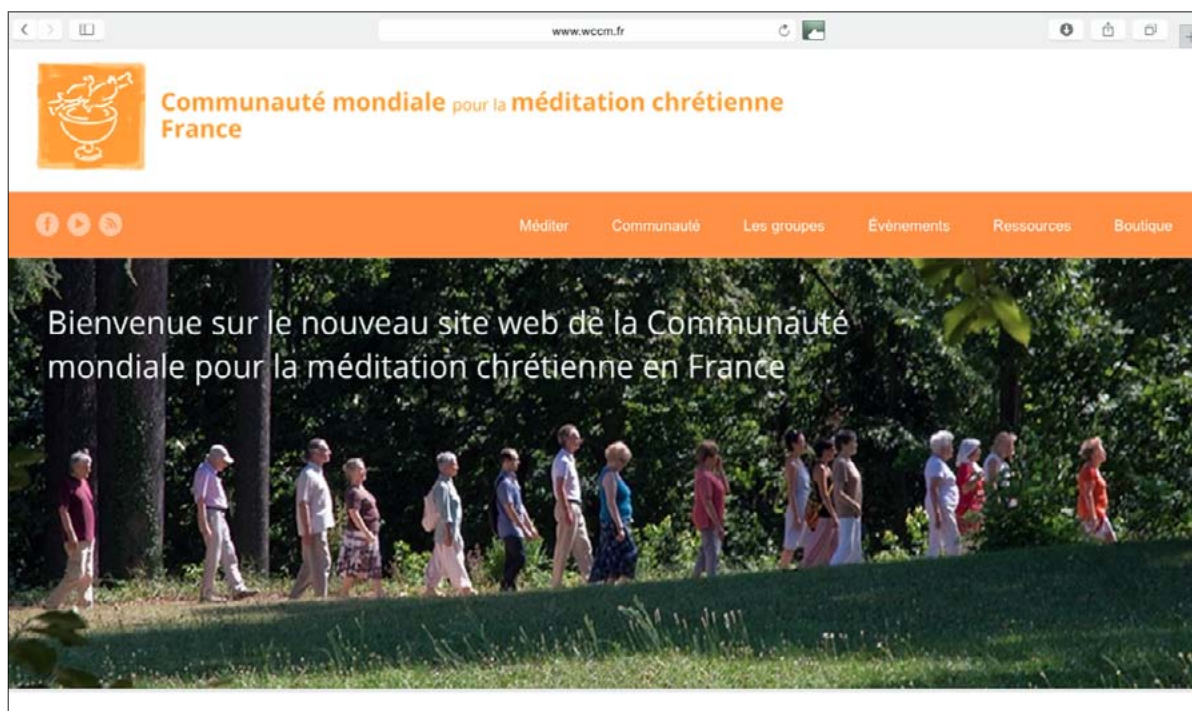 www.wccm.fr
Communauté mondiale pour la méditation chrétienne
France
Méditer Communauté Les groupes Évènements Ressources Boutique
Bienvenue sur le nouveau site web de la Communauté
mondiale pour la méditation chrétienne en France